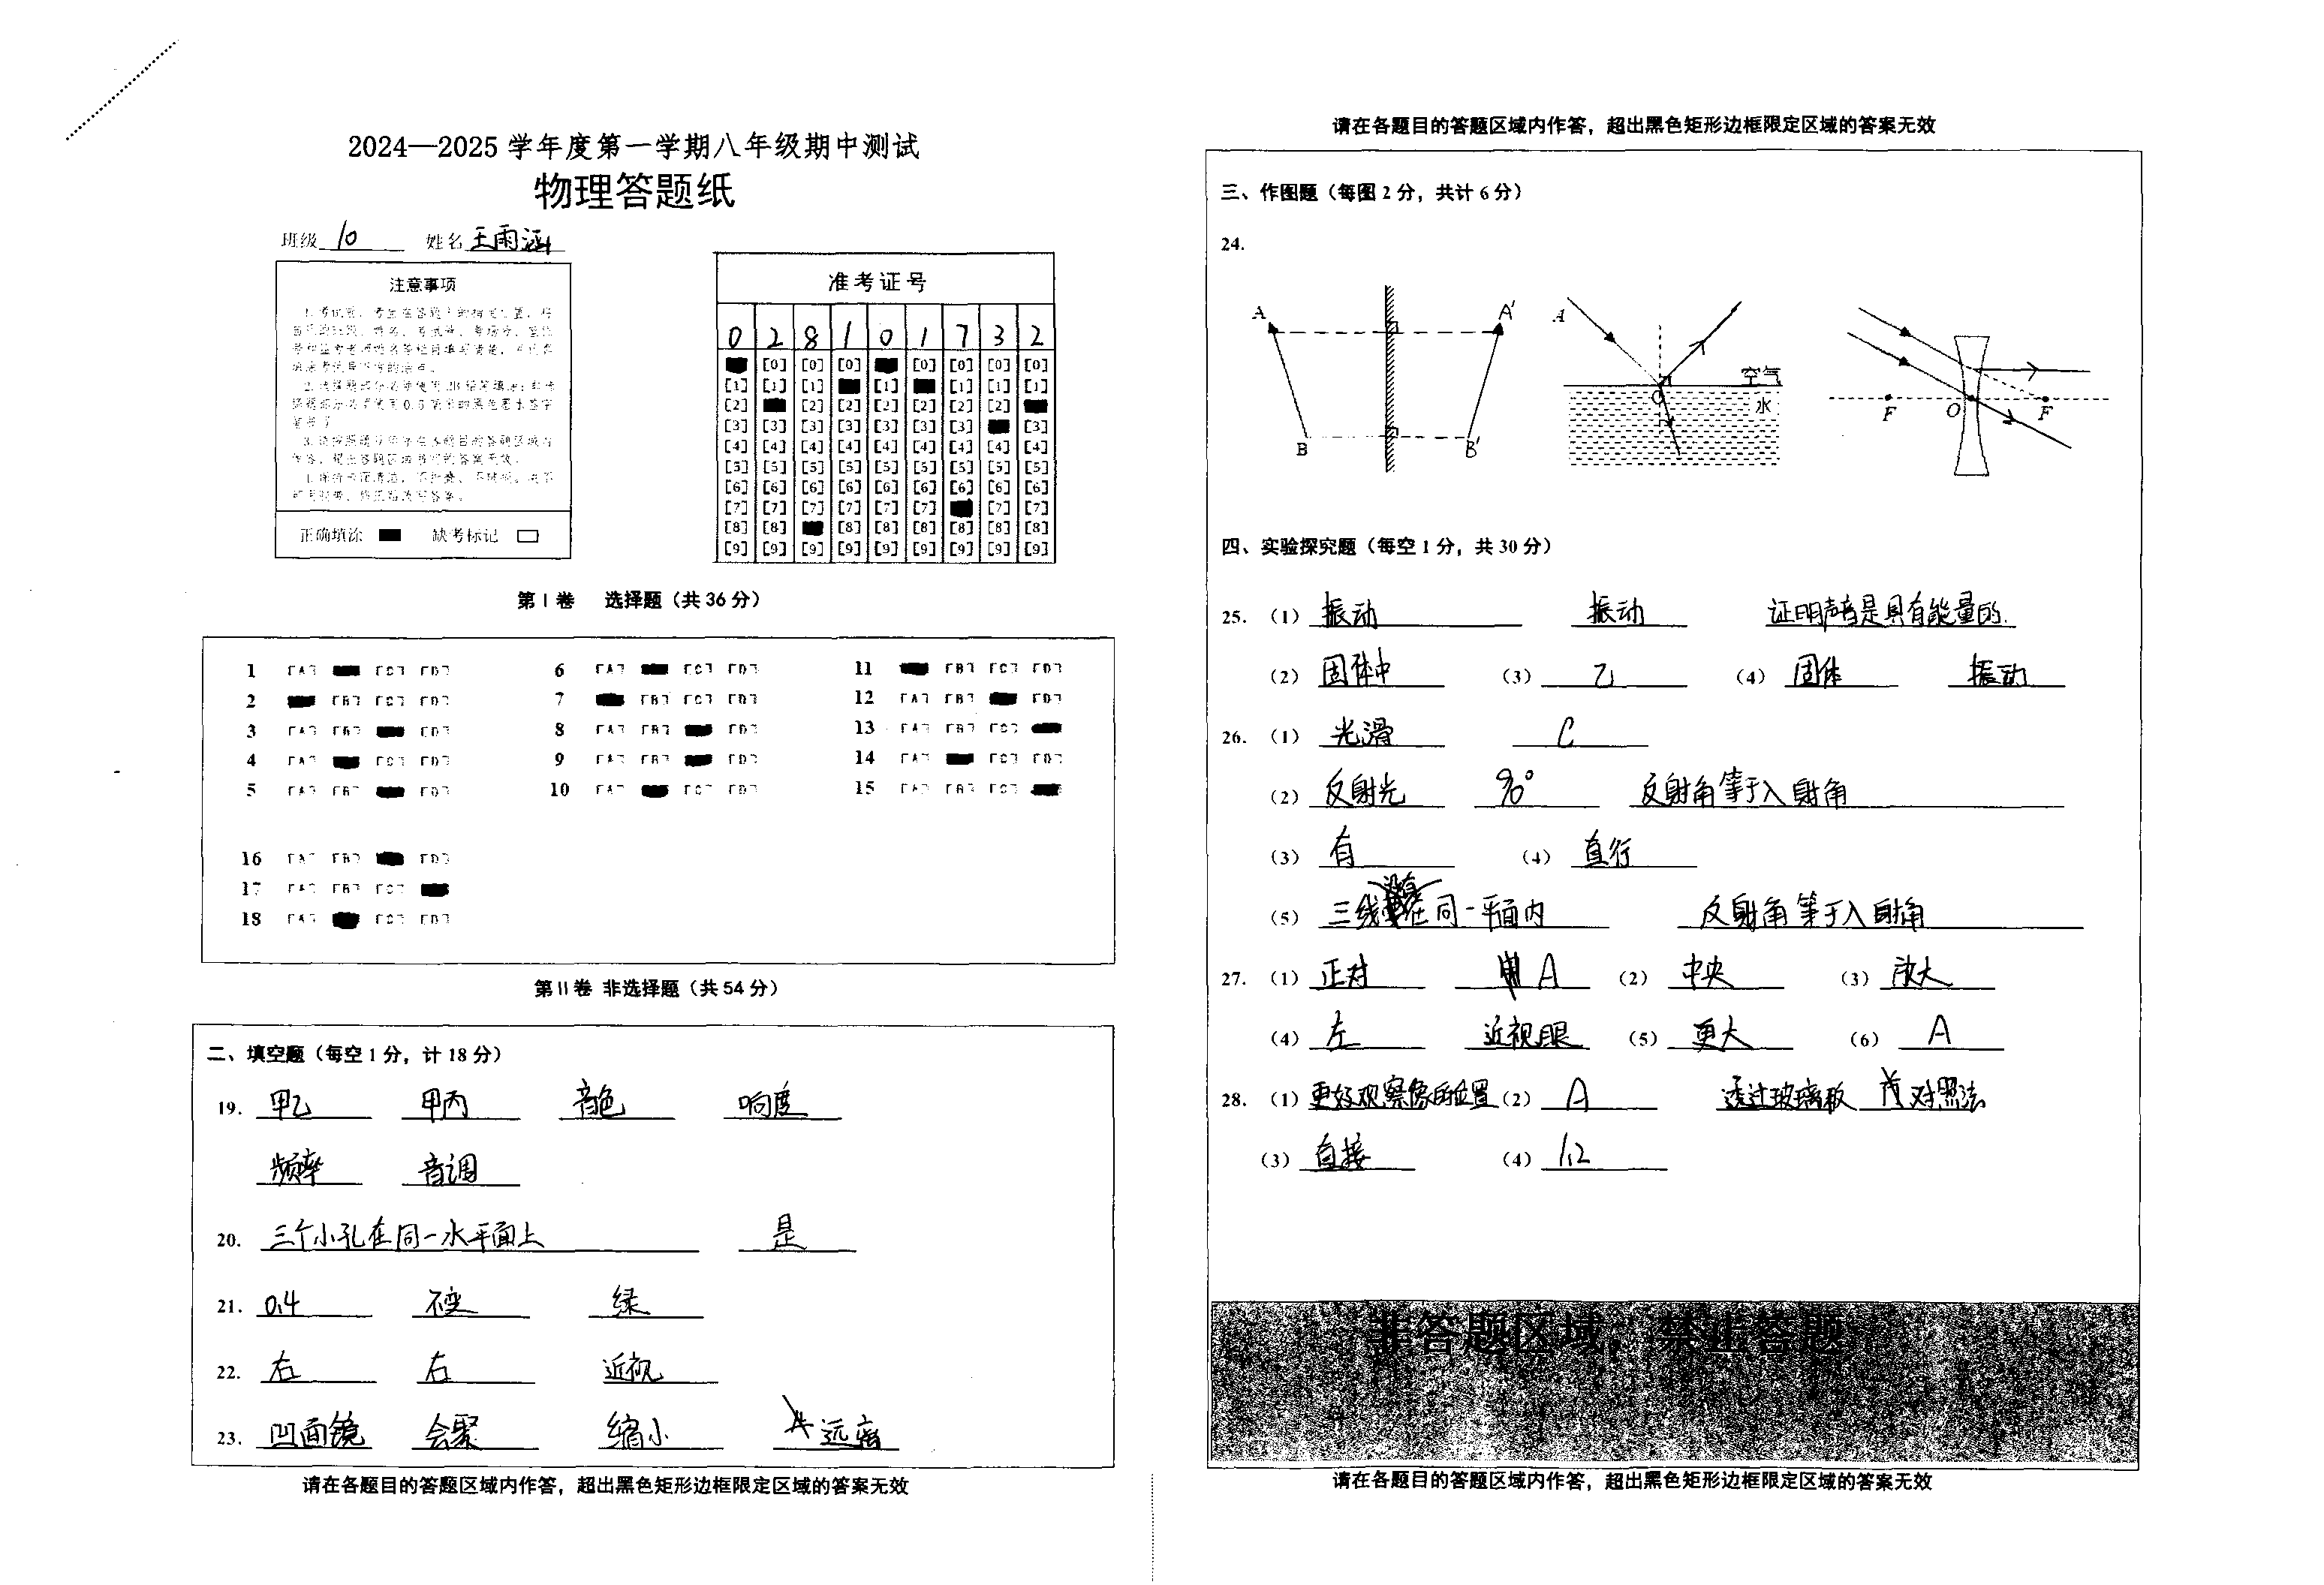 2024—2025 学年度第一学期八年级期中测试
物理答题纸
班级 10 姓名 王雨涵
注意事项
正确填涂 缺考标记
准考证号
0 2 8 1 0 1 7 3 2
[0] [0] [0] [0] [0] [0] [0]
[1] [1] [1] [1] [1] [1] [1]
[2] [2] [2] [2] [2] [2] [2]
[3] [3] [3] [3] [3] [3] [3] [3]
[4] [4] [4] [4] [4] [4] [4] [4] [4]
[5] [5] [5] [5] [5] [5] [5] [5] [5]
[6] [6] [6] [6] [6] [6] [6] [6] [6]
[7] [7] [7] [7] [7] [7] [7] [7]
[8] [8] [8] [8] [8] [8] [8] [8]
[9] [9] [9] [9] [9] [9] [9] [9] [9]
第Ⅰ卷 选择题（共 36 分）
1 [A] [C] [D] 6 [A] [C] [D] 11 [B] [C] [D]
2 [B] [C] [D] 7 [B] [C] [D] 12 [A] [B] [D]
3 [A] [B] [D] 8 [A] [B] [D] 13 [A] [B] [C]
4 [A] [C] [D] 9 [A] [B] [D] 14 [A] [C] [D]
5 [A] [B] [D] 10 [A] [C] [D] 15 [A] [B] [C]
16 [A] [B] [D]
17 [A] [B] [C]
18 [A] [C] [D]
第Ⅱ卷 非选择题（共 54 分）
二、填空题（每空 1 分，计 18 分）
19. 甲乙 甲丙 音色 响度
频率 音调
20. 三个小孔在同一水平面上 是
21. 0.4 不变 绿
22. 右 右 近视
23. 凹面镜 会聚 缩小 远离
请在各题目的答题区域内作答，超出黑色矩形边框限定区域的答案无效
请在各题目的答题区域内作答，超出黑色矩形边框限定区域的答案无效
三、作图题（每图 2 分，共计 6 分）
24.
A A′ B B′
A O 空气 水
F O F
四、实验探究题（每空 1 分，共 30 分）
25. （1） 振动 振动 证明声音是具有能量的.
（2） 固体中 （3） 乙 （4） 固体 振动
26. （1） 光滑 C
（2） 反射光 90° 反射角等于入射角
（3） 有 （4） 直行
（5） 三线在同一平面内 反射角等于入射角
27. （1） 正对 A （2） 中央 （3） 放大
（4） 左 近视眼 （5） 更大 （6） A
28. （1） 更好观察像的位置 （2） A 透过玻璃板 对照法
（3） 直接 （4） 1.2
非答题区域，禁止答题
请在各题目的答题区域内作答，超出黑色矩形边框限定区域的答案无效